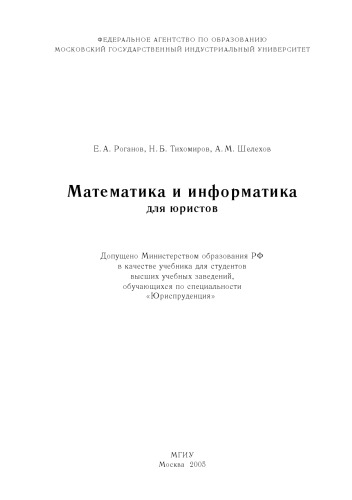 ФЕДЕРАЛЬНОЕ АГЕНТСТВО ПО ОБРАЗОВАНИЮ
МОСКОВСКИЙ ГОСУДАРСТВЕННЫЙ ИНДУСТРИАЛЬНЫЙ УНИВЕРСИТЕТ
Е. А. Роганов, Н. Б. Тихомиров, А. М. Шелехов
Математика и информатика
для юристов
Допущено Министерством образования РФ
в качестве учебника для студентов
высших учебных заведений,
обучающихся по специальности
«Юриспруденция»
МГИУ
Москва 2005